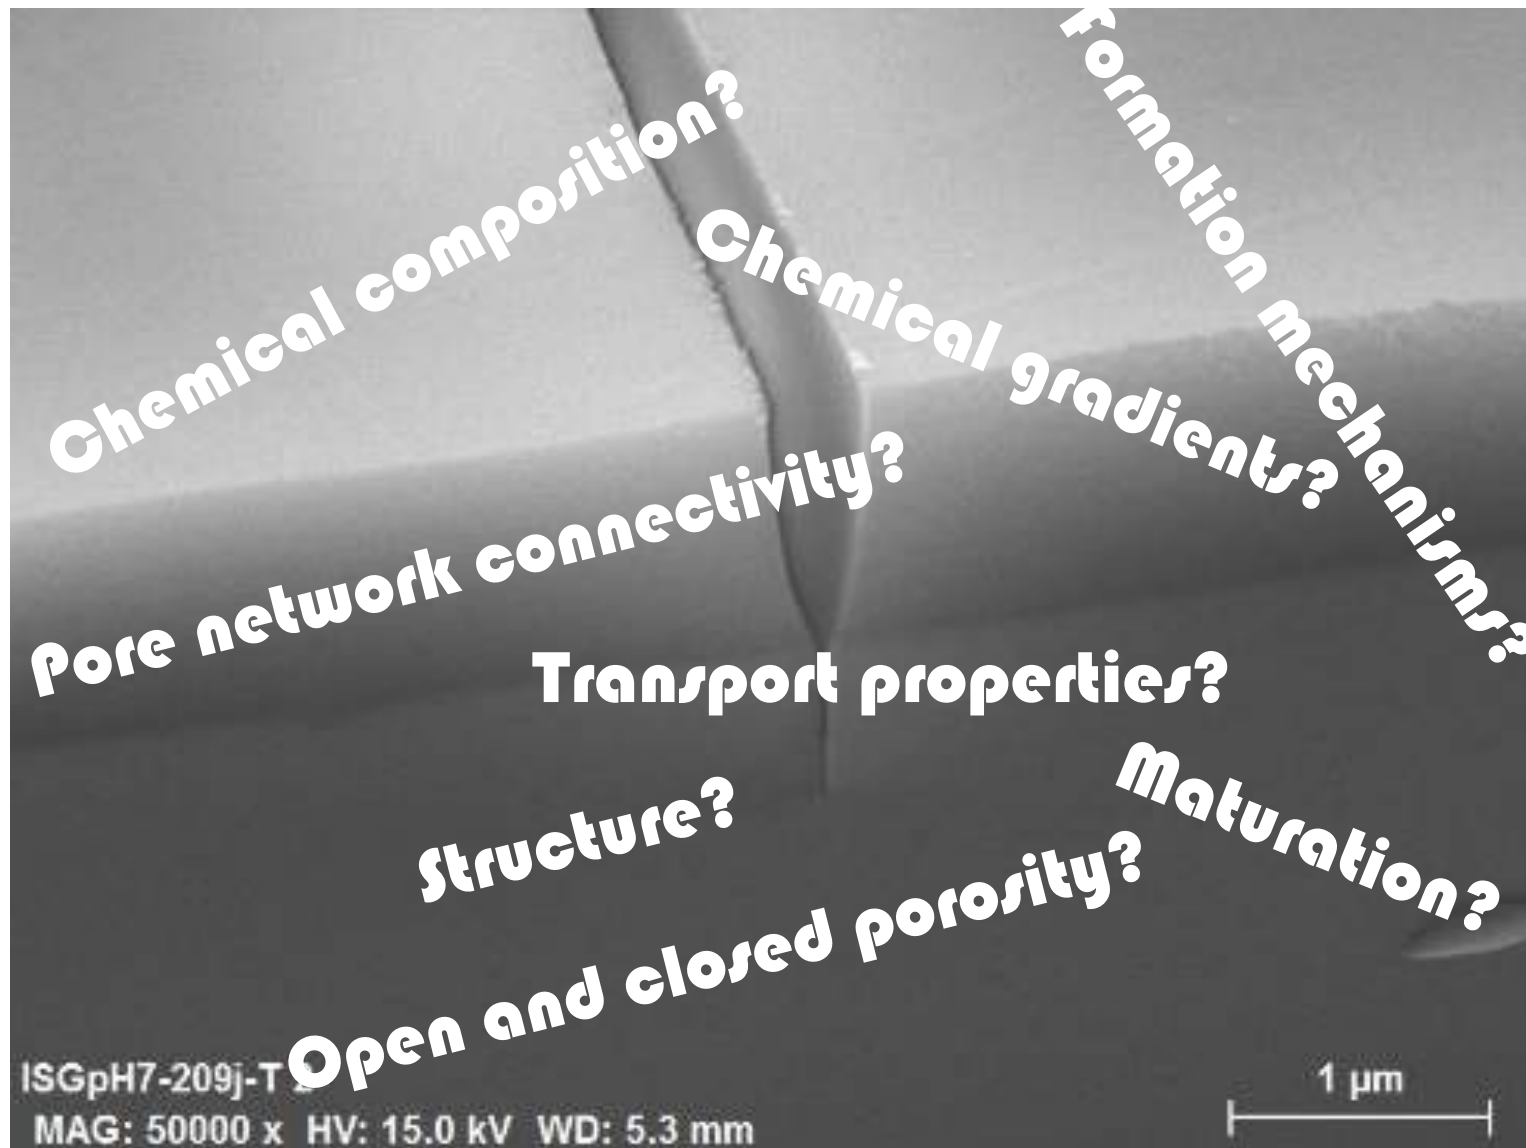 Formation mechanisms?
Chemical composition?
Chemical gradients?
Pore network connectivity?
Transport properties?
Maturation?
Structure?
Open and closed porosity?
ISGpH7-209j-T
1 µm
MAG: 50000 x HV: 15.0 kV WD: 5.3 mm